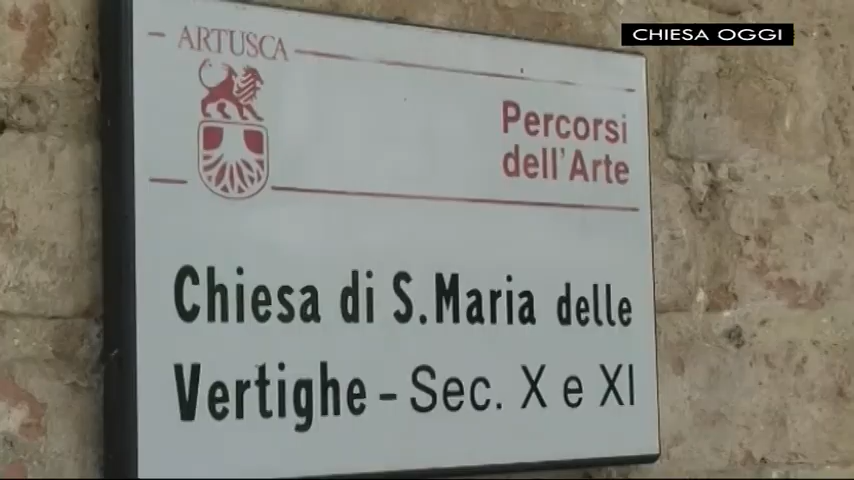 CHIESA OGGI
ARTUSCA
Percorsi
dell'Arte
Chiesa di S.Maria delle
Vertighe - Sec. X e XI